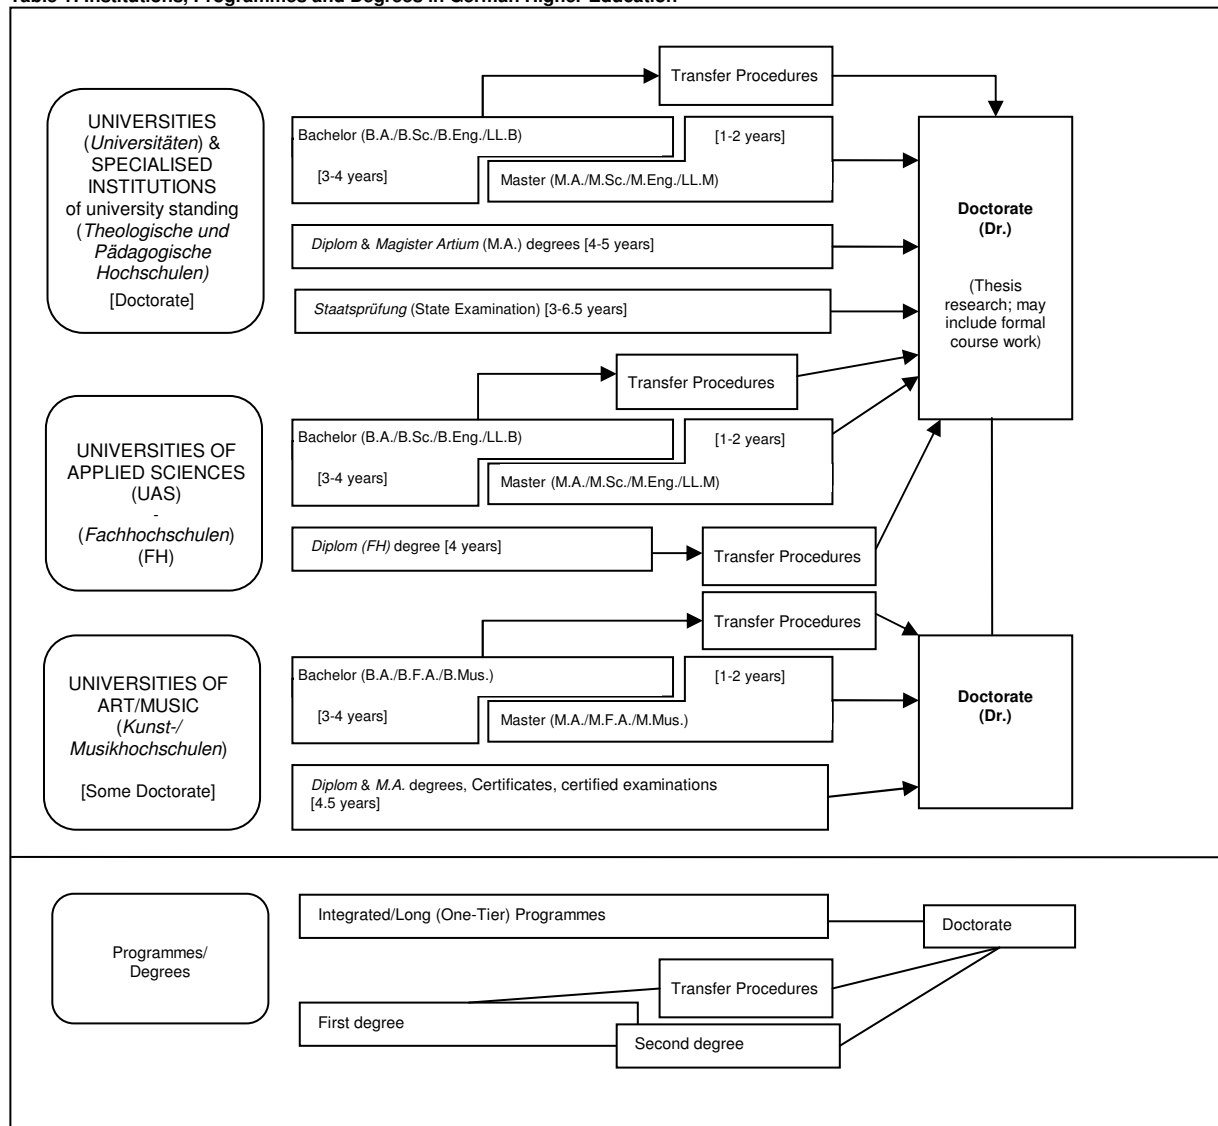 Table 1: Institutions, Programmes and Degrees in German Higher Education
Transfer Procedures
UNIVERSITIES
(Universitäten) &
SPECIALISED
INSTITUTIONS
of university standing
(Theologische und
Pädagogische
Hochschulen)
[Doctorate]
Bachelor (B.A./B.Sc./B.Eng./LL.B)
[3-4 years]
[1-2 years]
Master (M.A./M.Sc./M.Eng./LL.M)
Diplom & Magister Artium (M.A.) degrees [4-5 years]
Staatsprüfung (State Examination) [3-6.5 years]
Doctorate
(Dr.)
(Thesis
research; may
include formal
course work)
Transfer Procedures
UNIVERSITIES OF
APPLIED SCIENCES
(UAS)
-
(Fachhochschulen)
(FH)
Bachelor (B.A./B.Sc./B.Eng./LL.B)
[3-4 years]
[1-2 years]
Master (M.A./M.Sc./M.Eng./LL.M)
Diplom (FH) degree [4 years]
Transfer Procedures
Transfer Procedures
UNIVERSITIES OF
ART/MUSIC
(Kunst-/
Musikhochschulen)
[Some Doctorate]
Bachelor (B.A./B.F.A./B.Mus.)
[3-4 years]
[1-2 years]
Master (M.A./M.F.A./M.Mus.)
Diplom & M.A. degrees, Certificates, certified examinations
[4.5 years]
Doctorate
(Dr.)
Programmes/
Degrees
Integrated/Long (One-Tier) Programmes
Doctorate
Transfer Procedures
First degree
Second degree